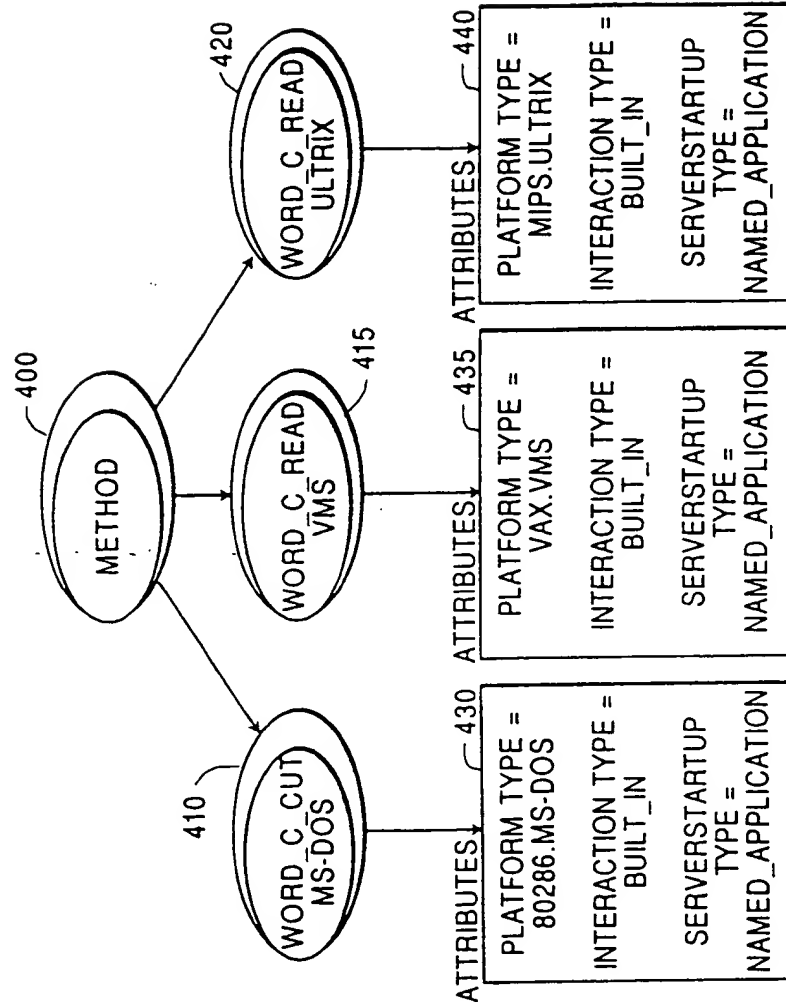 400
METHOD
410
WORD_C_CUT
MS-DOS
WORD_C_READ
VMS
415
WORD_C_READ
ULTRIX
420
ATTRIBUTES
430
PLATFORM TYPE =
80286.MS-DOS
INTERACTION TYPE =
BUILT_IN
SERVERSTARTUP
TYPE =
NAMED_APPLICATION
ATTRIBUTES
435
PLATFORM TYPE =
VAX.VMS
INTERACTION TYPE =
BUILT_IN
SERVERSTARTUP
TYPE =
NAMED_APPLICATION
ATTRIBUTES
440
PLATFORM TYPE =
MIPS.ULTRIX
INTERACTION TYPE =
BUILT_IN
SERVERSTARTUP
TYPE =
NAMED_APPLICATION